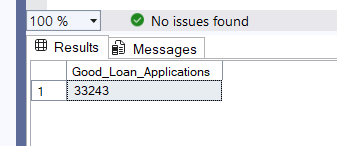 100 % No issues found
Results Messages
Good_Loan_Applications
1 33243